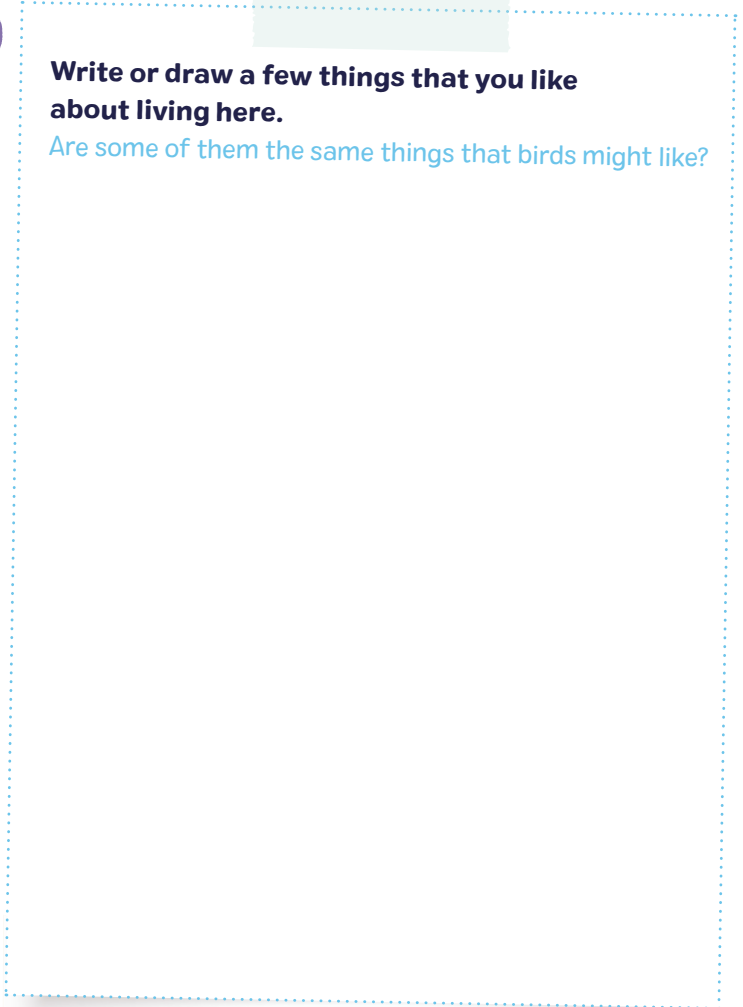 Write or draw a few things that you like
about living here.
Are some of them the same things that birds might like?